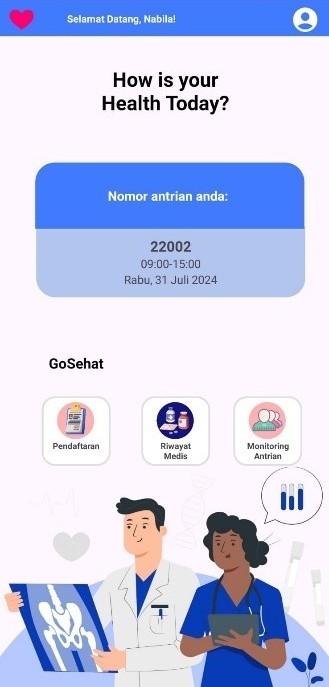 Selamat Datang, Nabila!
How is your
Health Today?
Nomor antrian anda:
22002
09:00-15:00
Rabu, 31 Juli 2024
GoSehat
Pendaftaran
Riwayat
Medis
Monitoring
Antrian